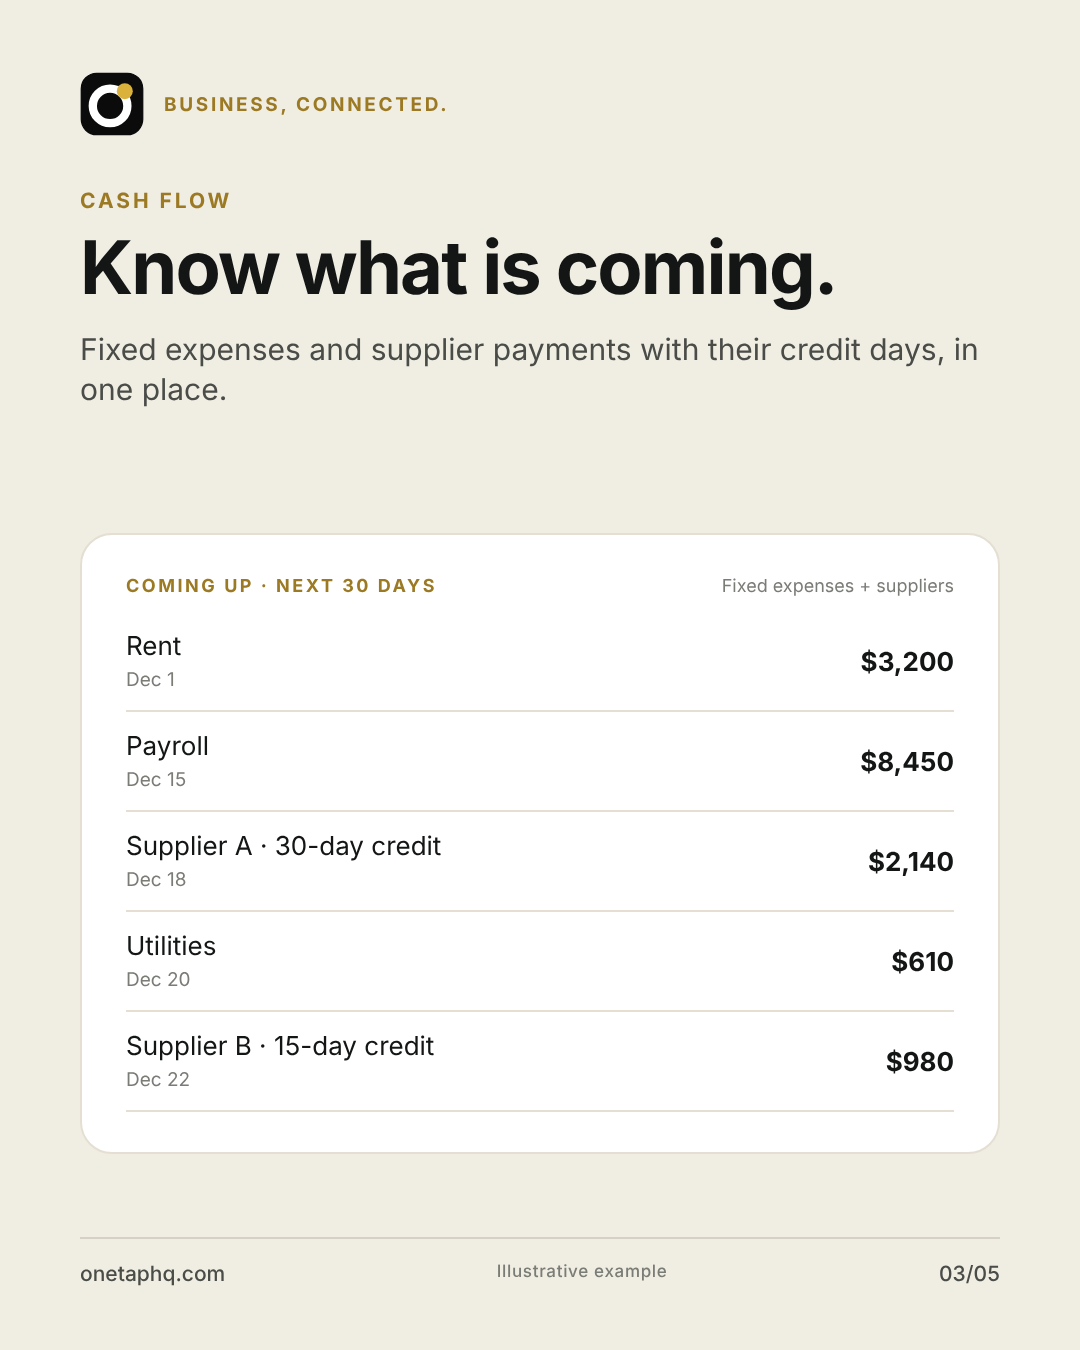 BUSINESS, CONNECTED.
CASH FLOW
Know what is coming.
Fixed expenses and supplier payments with their credit days, in
one place.
COMING UP · NEXT 30 DAYS
Fixed expenses + suppliers
Rent
Dec 1
$3,200
Payroll
Dec 15
$8,450
Supplier A · 30-day credit
Dec 18
$2,140
Utilities
Dec 20
$610
Supplier B · 15-day credit
Dec 22
$980
onetaphq.com
Illustrative example
03/05